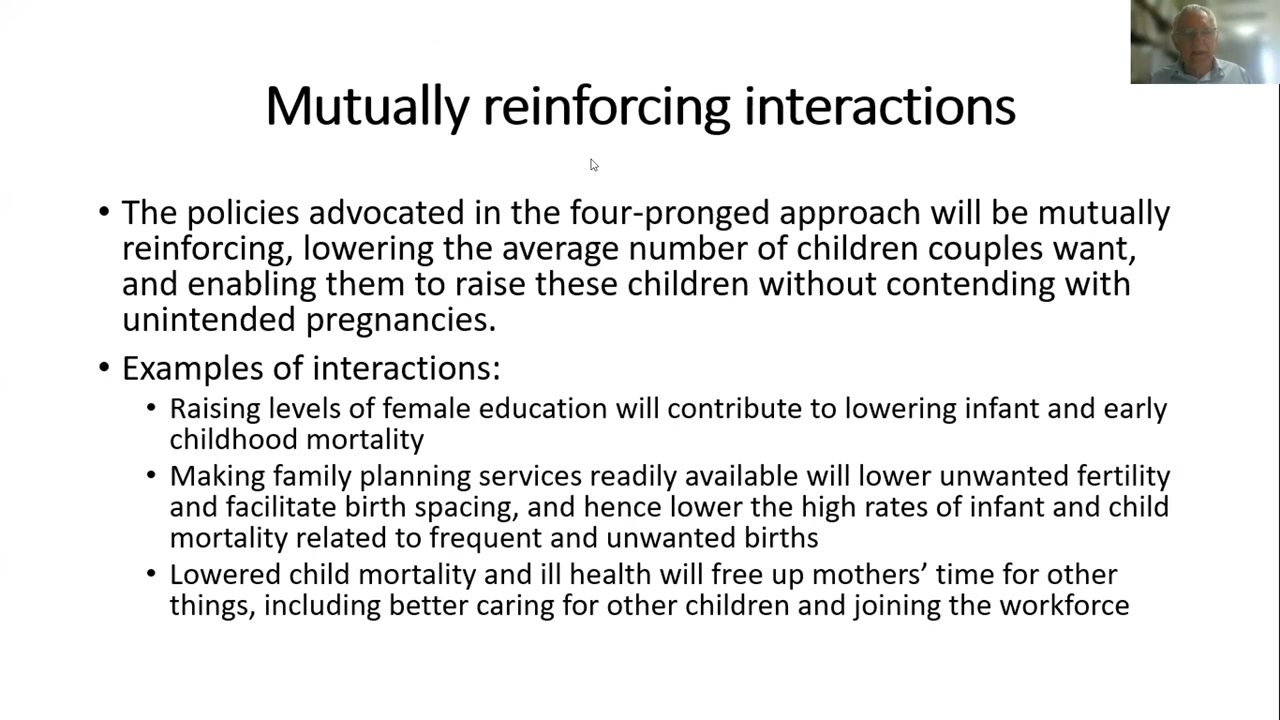 Mutually reinforcing interactions
• The policies advocated in the four-pronged approach will be mutually
reinforcing, lowering the average number of children couples want,
and enabling them to raise these children without contending with
unintended pregnancies.
• Examples of interactions:
• Raising levels of female education will contribute to lowering infant and early
childhood mortality
• Making family planning services readily available will lower unwanted fertility
and facilitate birth spacing, and hence lower the high rates of infant and child
mortality related to frequent and unwanted births
• Lowered child mortality and ill health will free up mothers’ time for other
things, including better caring for other children and joining the workforce